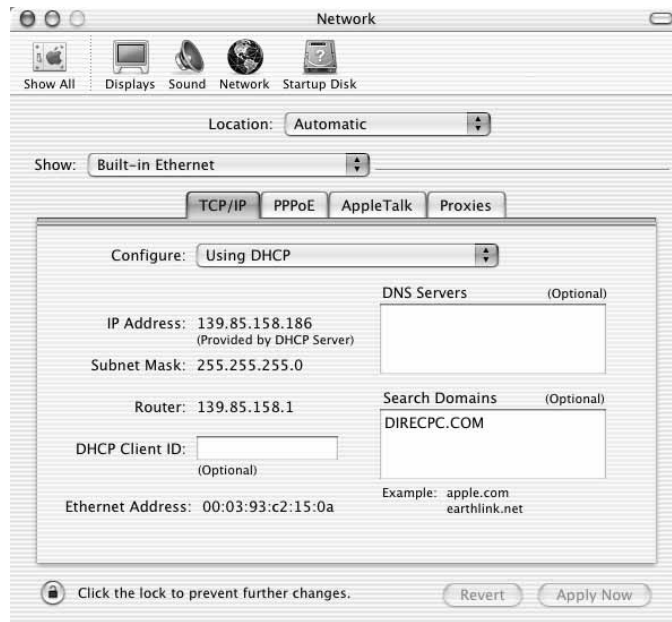 Network
Show All Displays Sound Network Startup Disk
Location: Automatic
Show: Built-in Ethernet
TCP/IP PPPoE AppleTalk Proxies
Configure: Using DHCP
DNS Servers (Optional)
IP Address: 139.85.158.186
(Provided by DHCP Server)
Subnet Mask: 255.255.255.0
Search Domains (Optional)
Router: 139.85.158.1
DIRECPC.COM
DHCP Client ID:
(Optional)
Example: apple.com
earthlink.net
Ethernet Address: 00:03:93:c2:15:0a
Click the lock to prevent further changes.
Revert Apply Now